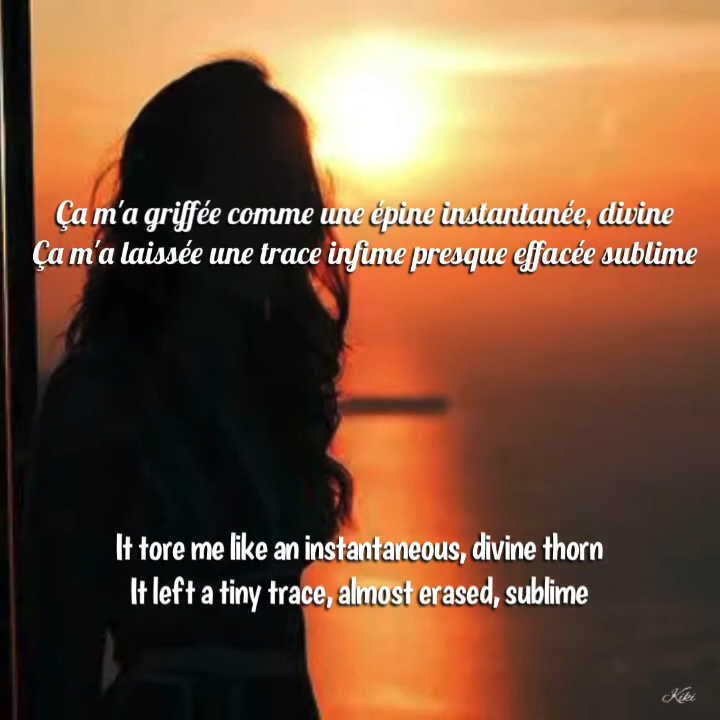 Ça m'a griffée comme une épine instantanée, divine
Ça m'a laissée une trace infime presque effacée sublime
It tore me like an instantaneous, divine thorn
It left a tiny trace, almost erased, sublime
Kiki